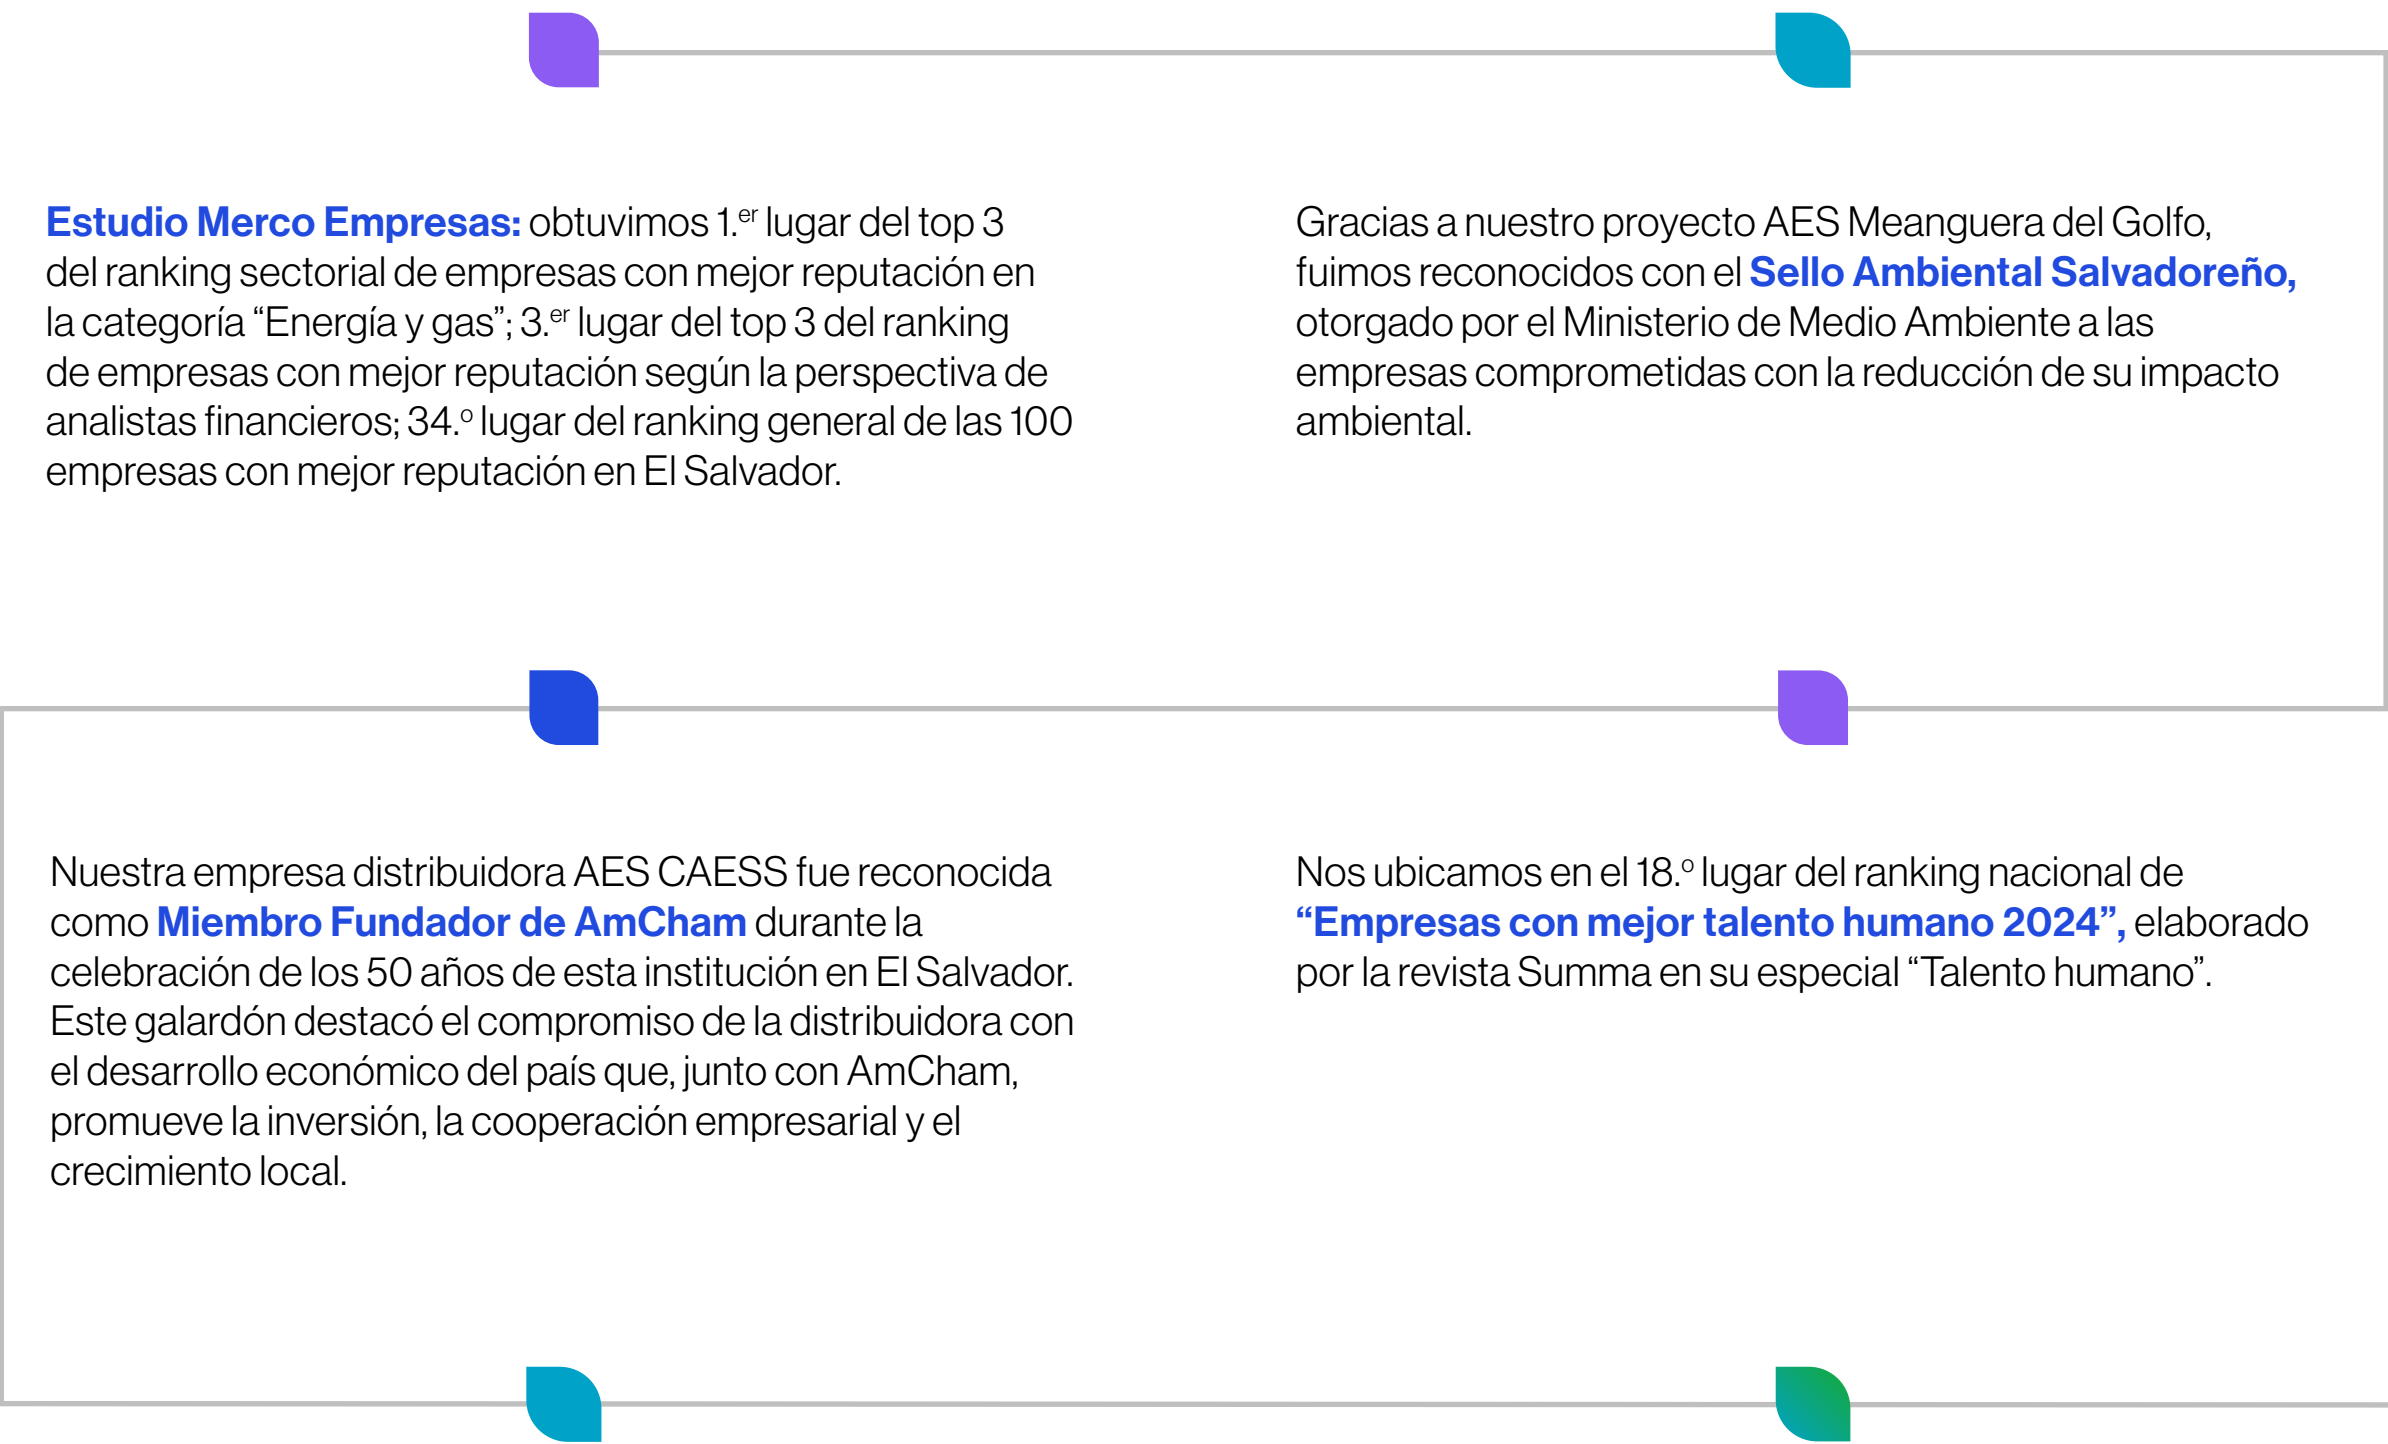 Estudio Merco Empresas: obtuvimos 1.er lugar del top 3
del ranking sectorial de empresas con mejor reputación en
la categoría “Energía y gas”; 3.er lugar del top 3 del ranking
de empresas con mejor reputación según la perspectiva de
analistas financieros; 34.º lugar del ranking general de las 100
empresas con mejor reputación en El Salvador.
Gracias a nuestro proyecto AES Meanguera del Golfo,
fuimos reconocidos con el Sello Ambiental Salvadoreño,
otorgado por el Ministerio de Medio Ambiente a las
empresas comprometidas con la reducción de su impacto
ambiental.
Nuestra empresa distribuidora AES CAESS fue reconocida
como Miembro Fundador de AmCham durante la
celebración de los 50 años de esta institución en El Salvador.
Este galardón destacó el compromiso de la distribuidora con
el desarrollo económico del país que, junto con AmCham,
promueve la inversión, la cooperación empresarial y el
crecimiento local.
Nos ubicamos en el 18.º lugar del ranking nacional de
“Empresas con mejor talento humano 2024”, elaborado
por la revista Summa en su especial “Talento humano”.